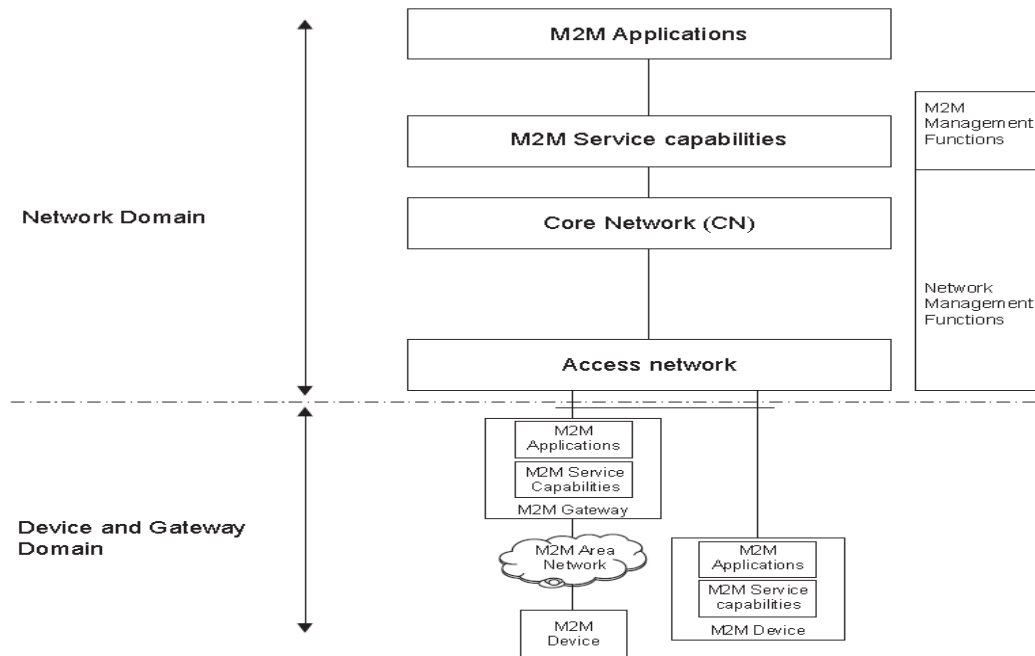 M2M Applications
M2M Service capabilities
Core Network (CN)
Access network
M2M
Management
Functions
Network
Management
Functions
Network Domain
Device and Gateway
Domain
M2M
Applications
M2M Service
Capabilities
M2M Gateway
M2M Area
Network
M2M
Device
M2M
Applications
M2M Service
capabilities
M2M Device